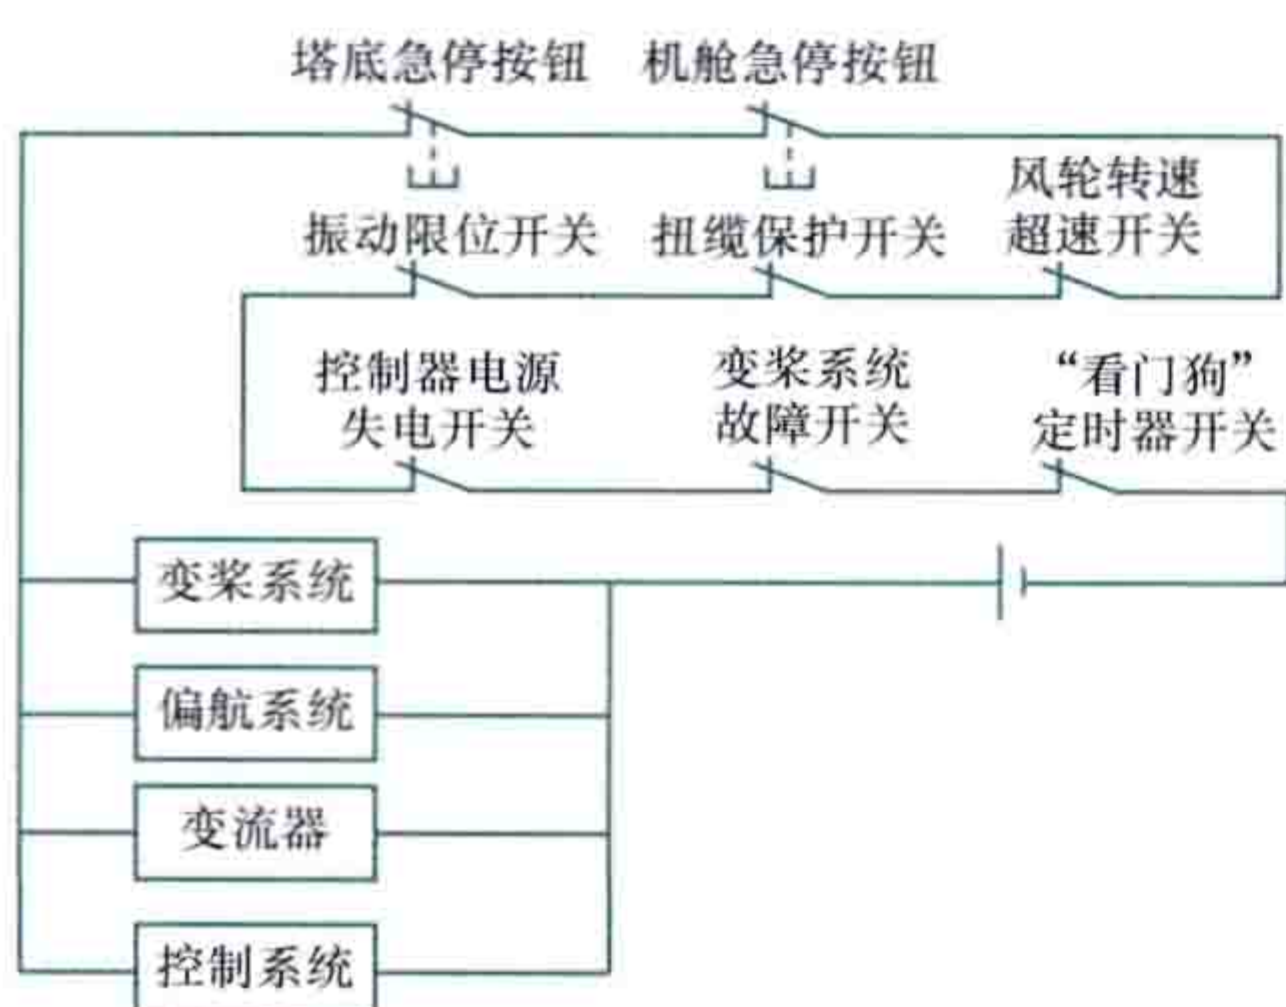 塔底急停按钮 机舱急停按钮
风轮转速
超速开关
振动限位开关 扭缆保护开关
控制器电源
失电开关
变桨系统
故障开关
“看门狗”
定时器开关
变桨系统
偏航系统
变流器
控制系统